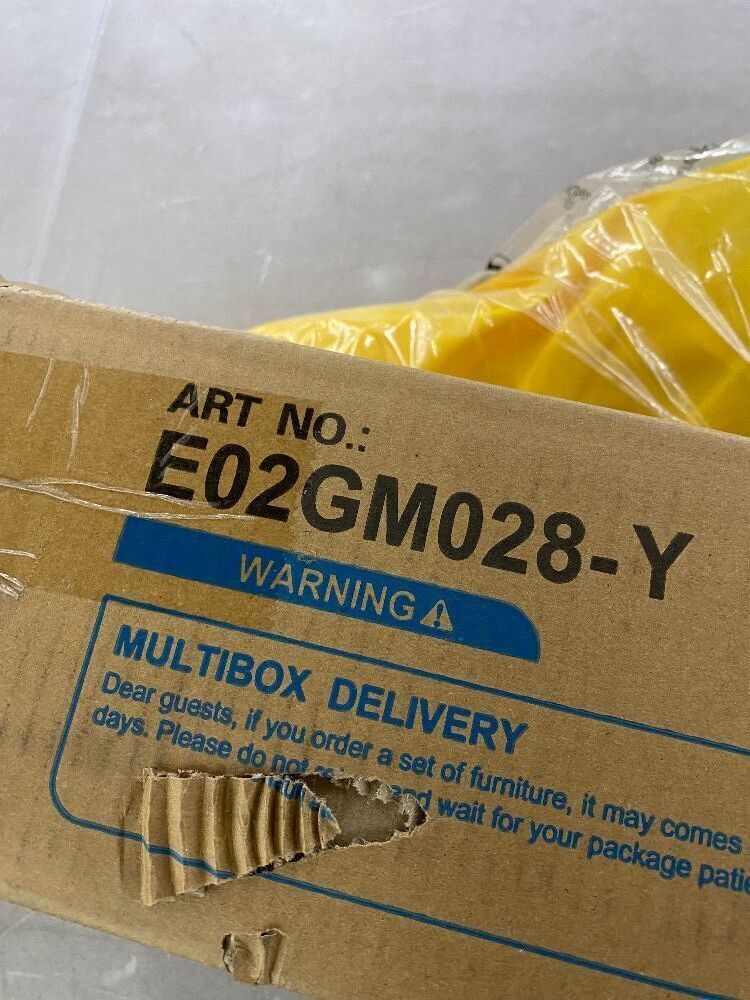 ART NO.:
E02GM028-Y
WARNING
MULTIBOX DELIVERY
Dear guests, if you order a set of furniture, it may comes
days. Please do not and wait for your package